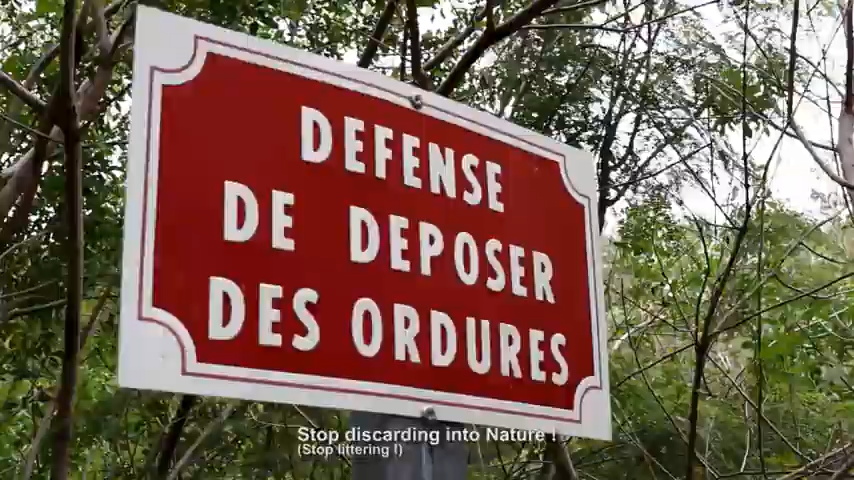 DEFENSE
DE DEPOSER
DES ORDURES
Stop discarding into Nature !
(Stop littering !)